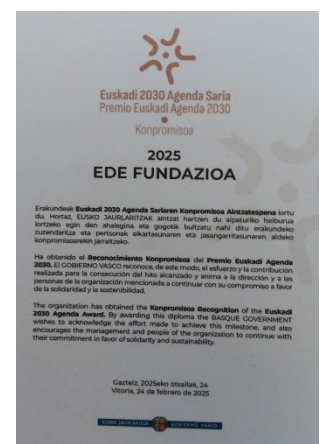 Euskadi 2030 Agenda Saria
Premio Euskadi Agenda 2030
Konpromisoa
2025
EDE FUNDAZIOA
Erakundeak Euskadi 2030 Agenda Sariaren Konpromisoa Aintzatespena lortu
du. Hortaz, EUSKO JAURLARITZAK aintzat hartzen du aipaturiko helburua
lortzeko egin den ahalegina eta gogotik bultzatu nahi ditu erakundeko
zuzendaritza eta pertsonak elkartasunaren eta jasangarritasunaren aldeko
konpromisoarekin jarraitzeko.
Ha obtenido el Reconocimiento Konpromisoa del Premio Euskadi Agenda
2030. El GOBIERNO VASCO reconoce, de este modo, el esfuerzo y la contribución
realizada para la consecución del hito alcanzado y anima a la dirección y a las
personas de la organización mencionada a continuar con su compromiso a favor
de la solidaridad y la sostenibilidad.
The organization has obtained the Konpromisoa Recognition of the Euskadi
2030 Agenda Award. By awarding this diploma the BASQUE GOVERNMENT
wishes to acknowledge the effort made to achieve this milestone, and also
encourages the management and people of the organization to continue with
their commitment in favor of solidarity and sustainability.
Gasteiz, 2025eko otsailak, 24
Vitoria, 24 de febrero de 2025
EUSKO JAURLARITZA GOBIERNO VASCO